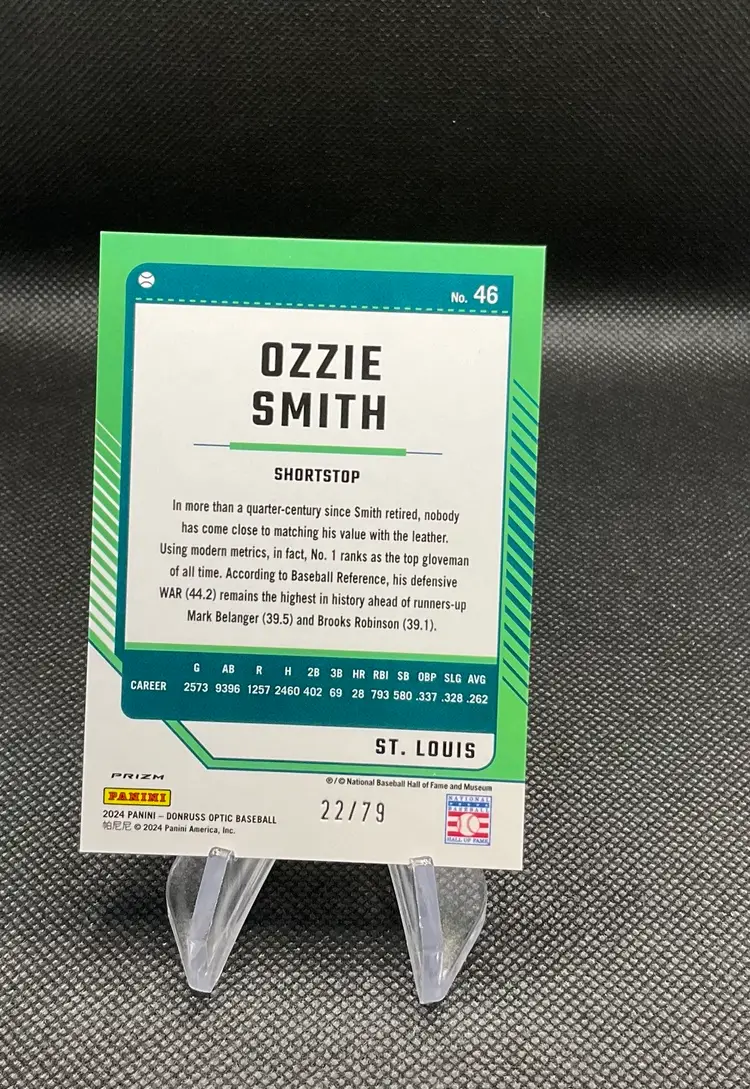 No. 46
OZZIE
SMITH
SHORTSTOP
In more than a quarter-century since Smith retired, nobody
has come close to matching his value with the leather.
Using modern metrics, in fact, No. 1 ranks as the top gloveman
of all time. According to Baseball Reference, his defensive
WAR (44.2) remains the highest in history ahead of runners-up
Mark Belanger (39.5) and Brooks Robinson (39.1).
G AB R H 2B 3B HR RBI SB OBP SLG AVG
CAREER 2573 9396 1257 2460 402 69 28 793 580 .337 .328 .262
ST. LOUIS
®/© National Baseball Hall of Fame and Museum
PRIZM
PANINI
2024 PANINI – DONRUSS OPTIC BASEBALL
帕尼尼 © 2024 Panini America, Inc.
22/79
NATIONAL
BASEBALL
HALL OF FAME